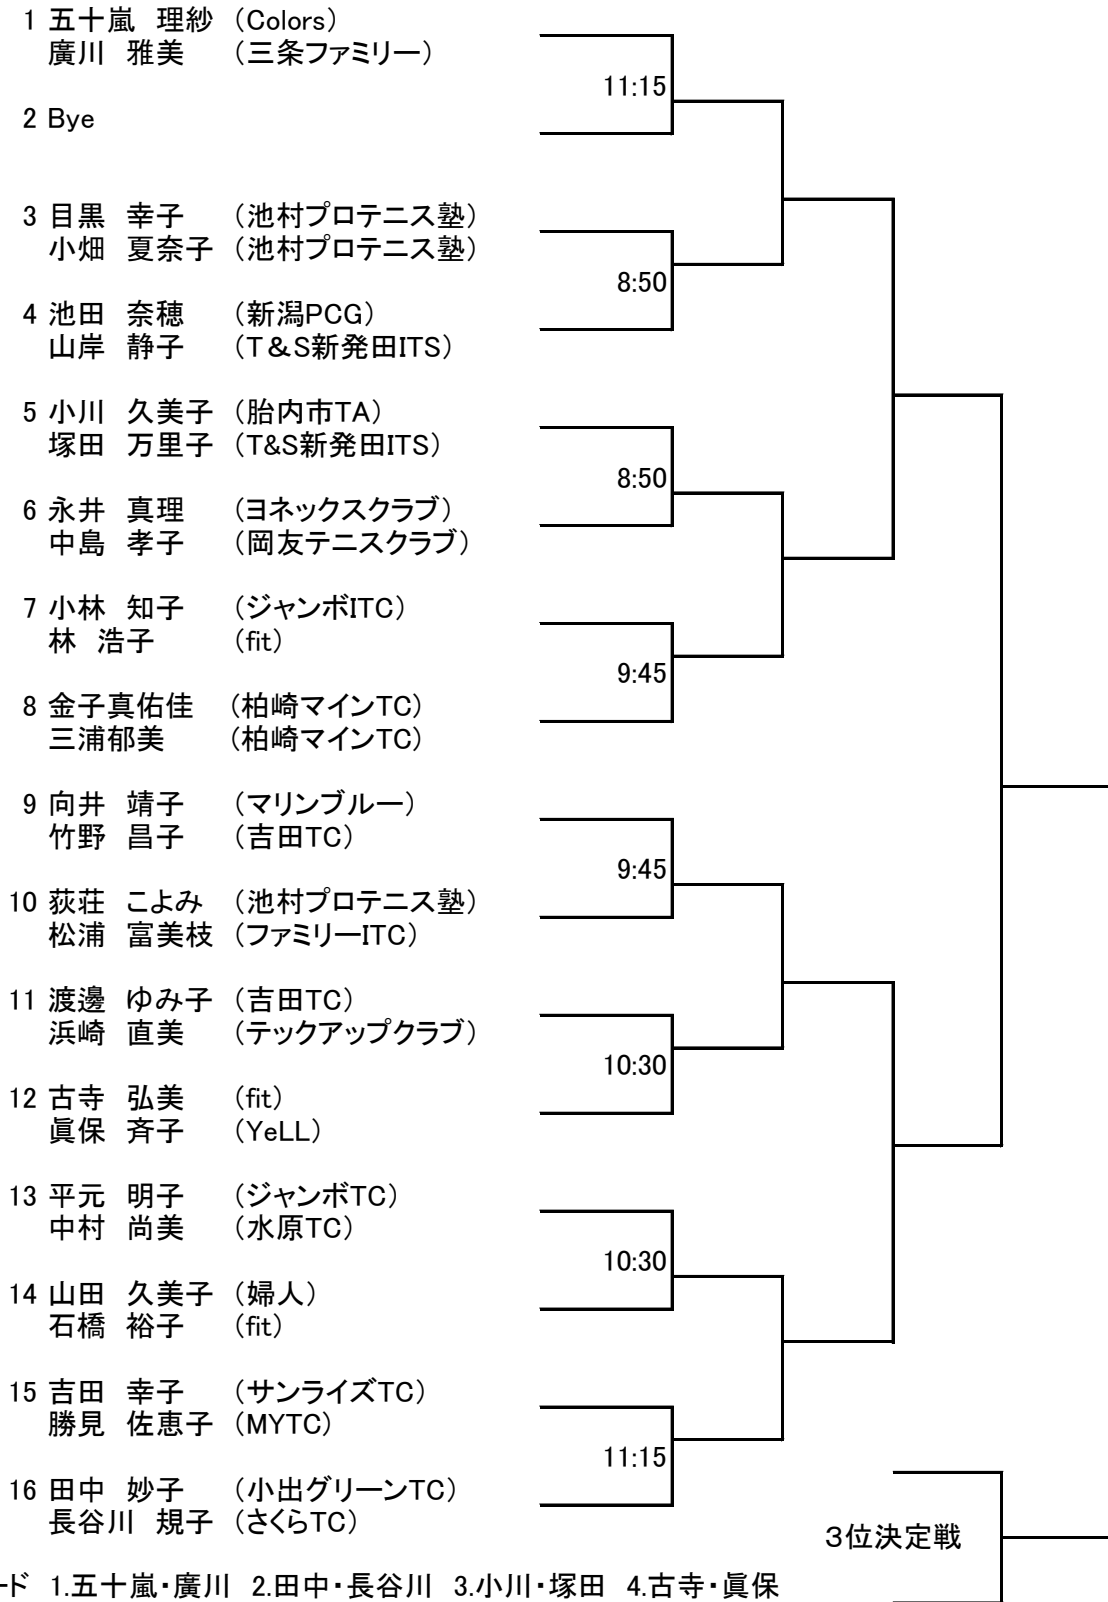 1 五十嵐 理紗 （Colors）
廣川 雅美 （三条ファミリー）
11:15
2 Bye
3 目黒 幸子 （池村プロテニス塾）
小畑 夏奈子 （池村プロテニス塾）
8:50
4 池田 奈穂 （新潟PCG）
山岸 静子 （T＆S新発田ITS）
5 小川 久美子 （胎内市TA）
塚田 万里子 （T&S新発田ITS）
8:50
6 永井 真理 （ヨネックスクラブ）
中島 孝子 （岡友テニスクラブ）
7 小林 知子 （ジャンボITC）
林 浩子 （fit）
9:45
8 金子真佑佳 （柏崎マインTC）
三浦郁美 （柏崎マインTC）
9 向井 靖子 （マリンブルー）
竹野 昌子 （吉田TC）
9:45
10 荻荘 こよみ （池村プロテニス塾）
松浦 富美枝 （ファミリーITC）
11 渡邊 ゆみ子 （吉田TC）
浜崎 直美 （テックアップクラブ）
10:30
12 古寺 弘美 （fit）
眞保 斉子 （YeLL）
13 平元 明子 （ジャンボTC）
中村 尚美 （水原TC）
10:30
14 山田 久美子 （婦人）
石橋 裕子 （fit）
15 吉田 幸子 （サンライズTC）
勝見 佐恵子 （MYTC）
11:15
16 田中 妙子 （小出グリーンTC）
長谷川 規子 （さくらTC）
３位決定戦
ード 1.五十嵐・廣川 2.田中・長谷川 3.小川・塚田 4.古寺・眞保